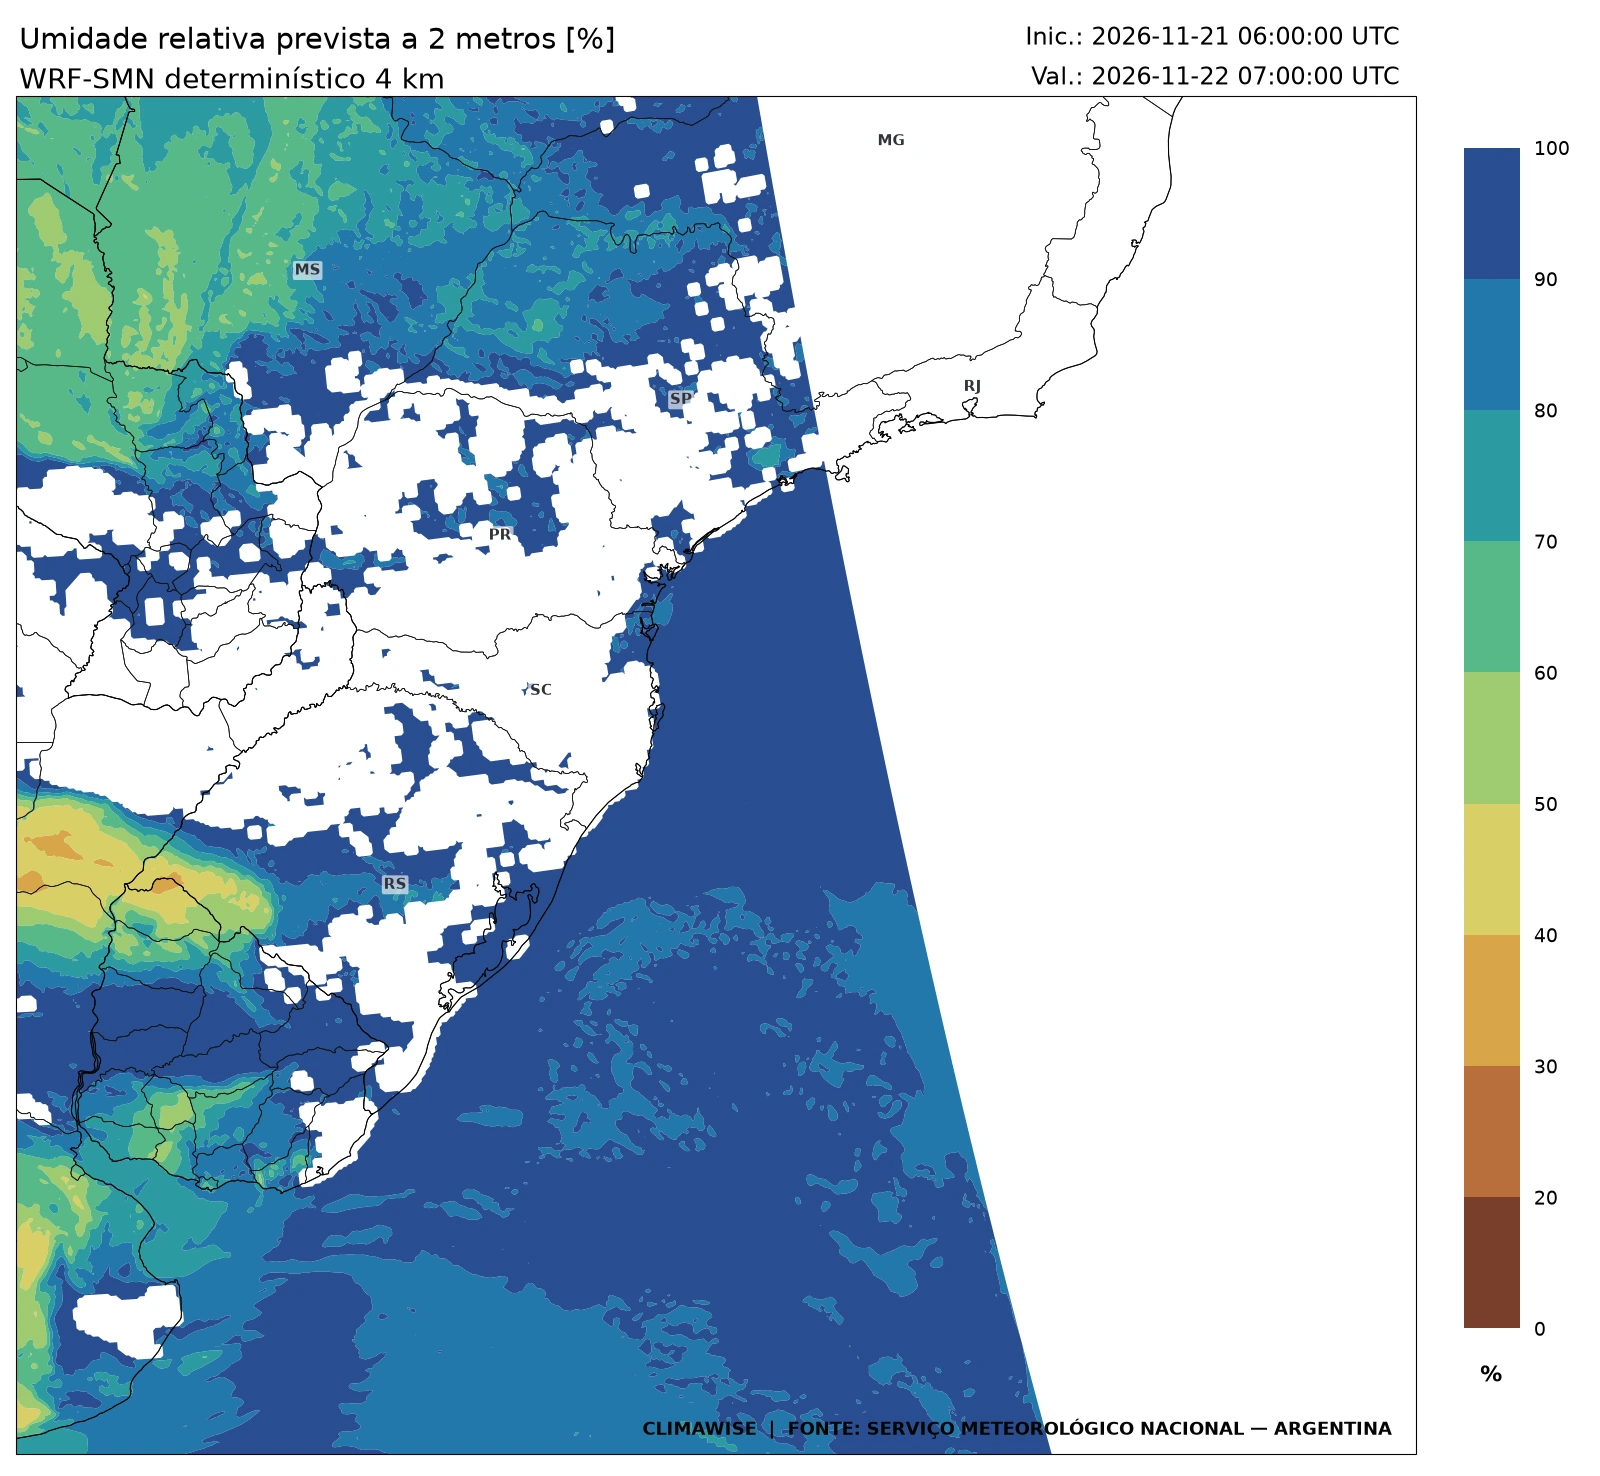 Umidade relativa prevista a 2 metros [%]
WRF-SMN determinístico 4 km
Inic.: 2026-11-21 06:00:00 UTC
Val.: 2026-11-22 07:00:00 UTC
MG
MS
RJ
SP
PR
SC
RS
100
90
80
70
60
50
40
30
20
0
%
CLIMAWISE | FONTE: SERVIÇO METEOROLÓGICO NACIONAL — ARGENTINA